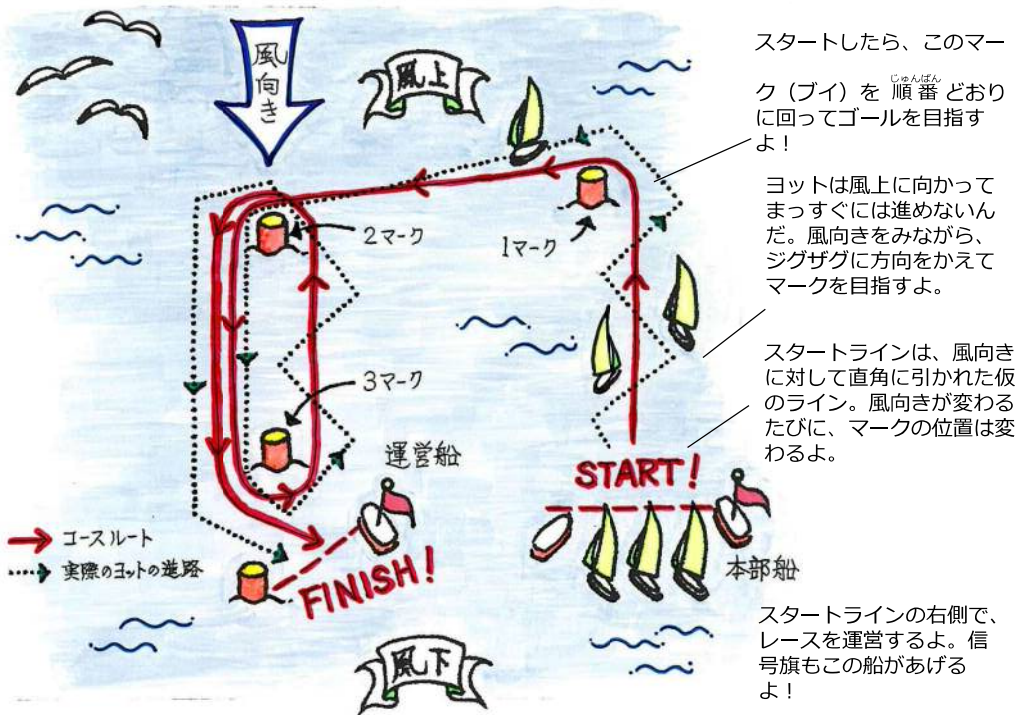 風向き
風上
スタートしたら、このマー
ク（ブイ）を 順番 どおり
じゅんばん
に回ってゴールを目指す
よ！
ヨットは風上に向かって
まっすぐには進めないん
だ。風向きをみながら、
ジグザグに方向をかえて
マークを目指すよ。
2マーク
1マーク
スタートラインは、風向き
に対して直角に引かれた仮
のライン。風向きが変わる
たびに、マークの位置は変
わるよ。
3マーク
運営船
START!
コースルート
実際のヨットの進路
FINISH!
本部船
スタートラインの右側で、
レースを運営するよ。信
号旗もこの船があげる
よ！
風下